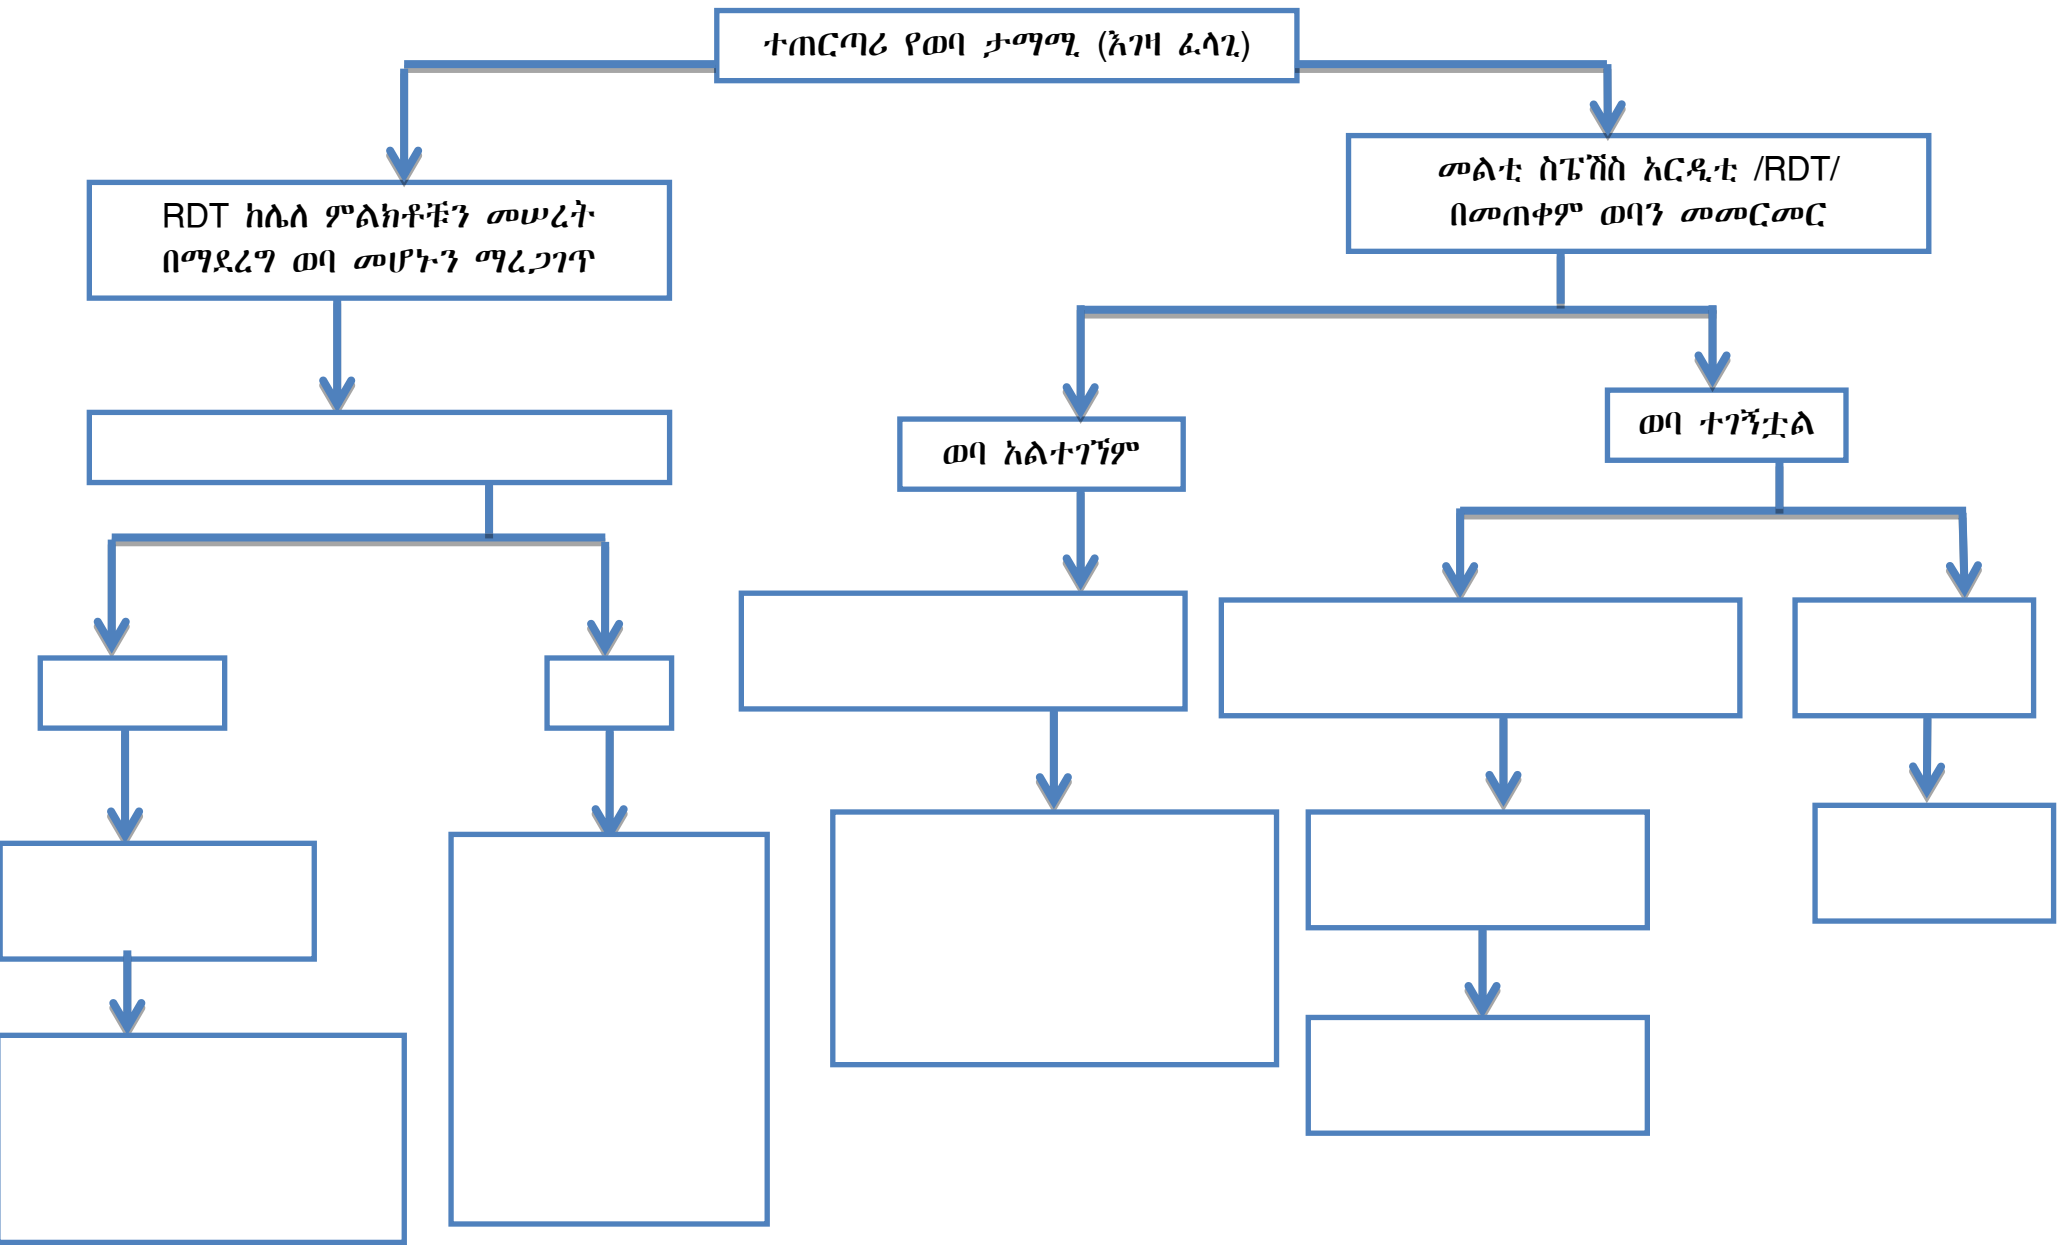 ተጠርጣሪ የወባ ታማሚ (እገዛ ፈላጊ)
መልቲ ስፔሽስ አርዲቲ /RDT/
በመጠቀም ወባን መመርመር
RDT ከሌለ ምልክቶቹን መሠረት
በማደረግ ወባ መሆኑን ማረጋገጥ
ወባ ተገኝቷል
ወባ አልተገኘም